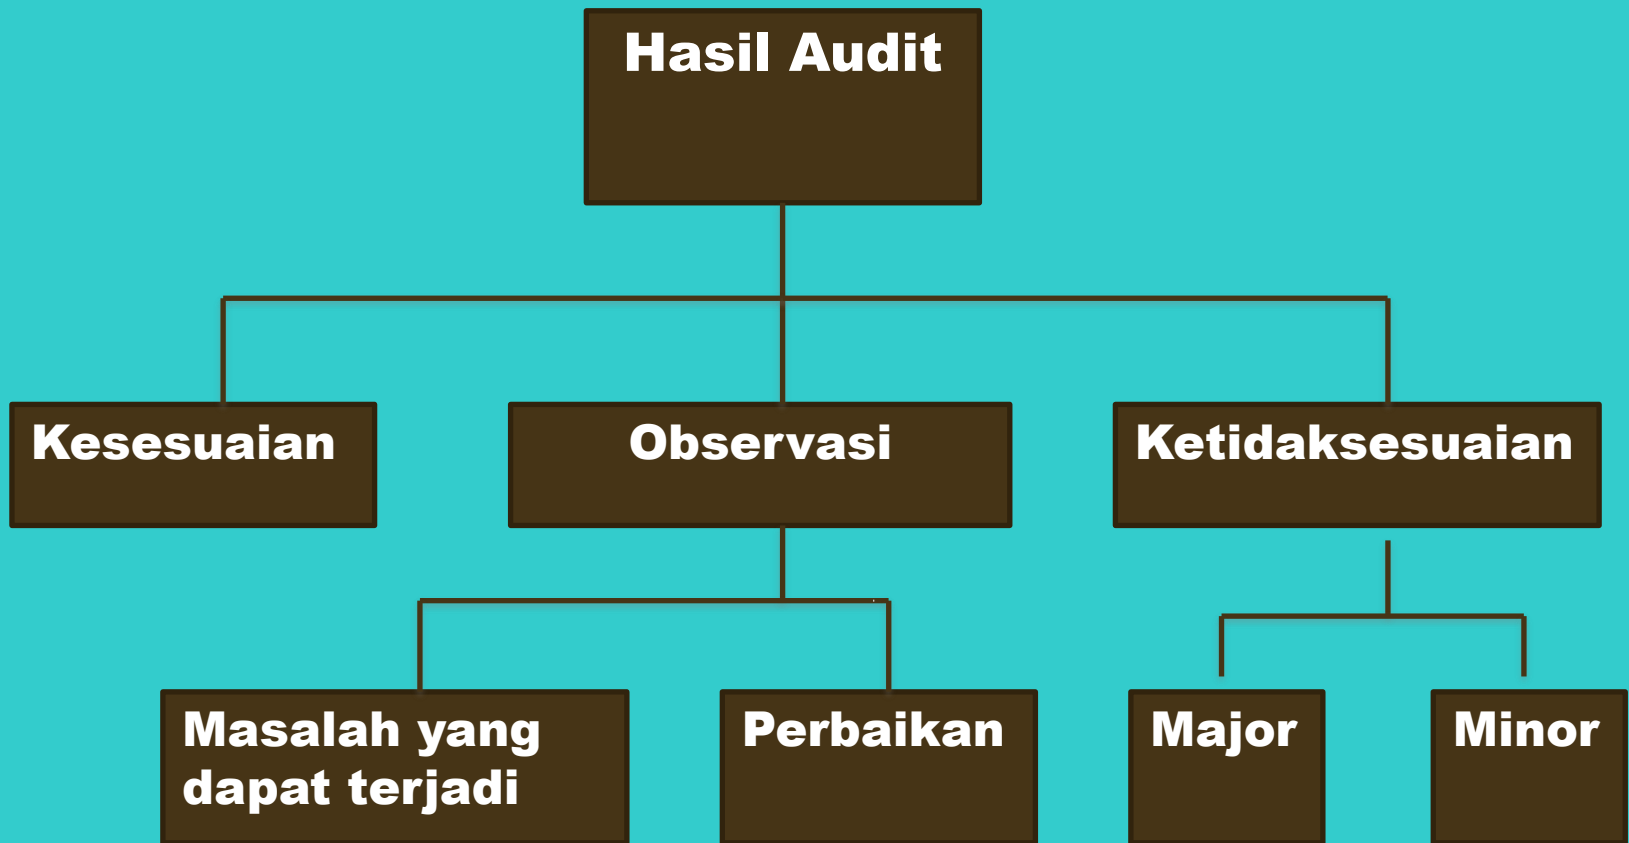 Hasil Audit
Kesesuaian
Observasi
Ketidaksesuaian
Masalah yang
dapat terjadi
Perbaikan
Major
Minor